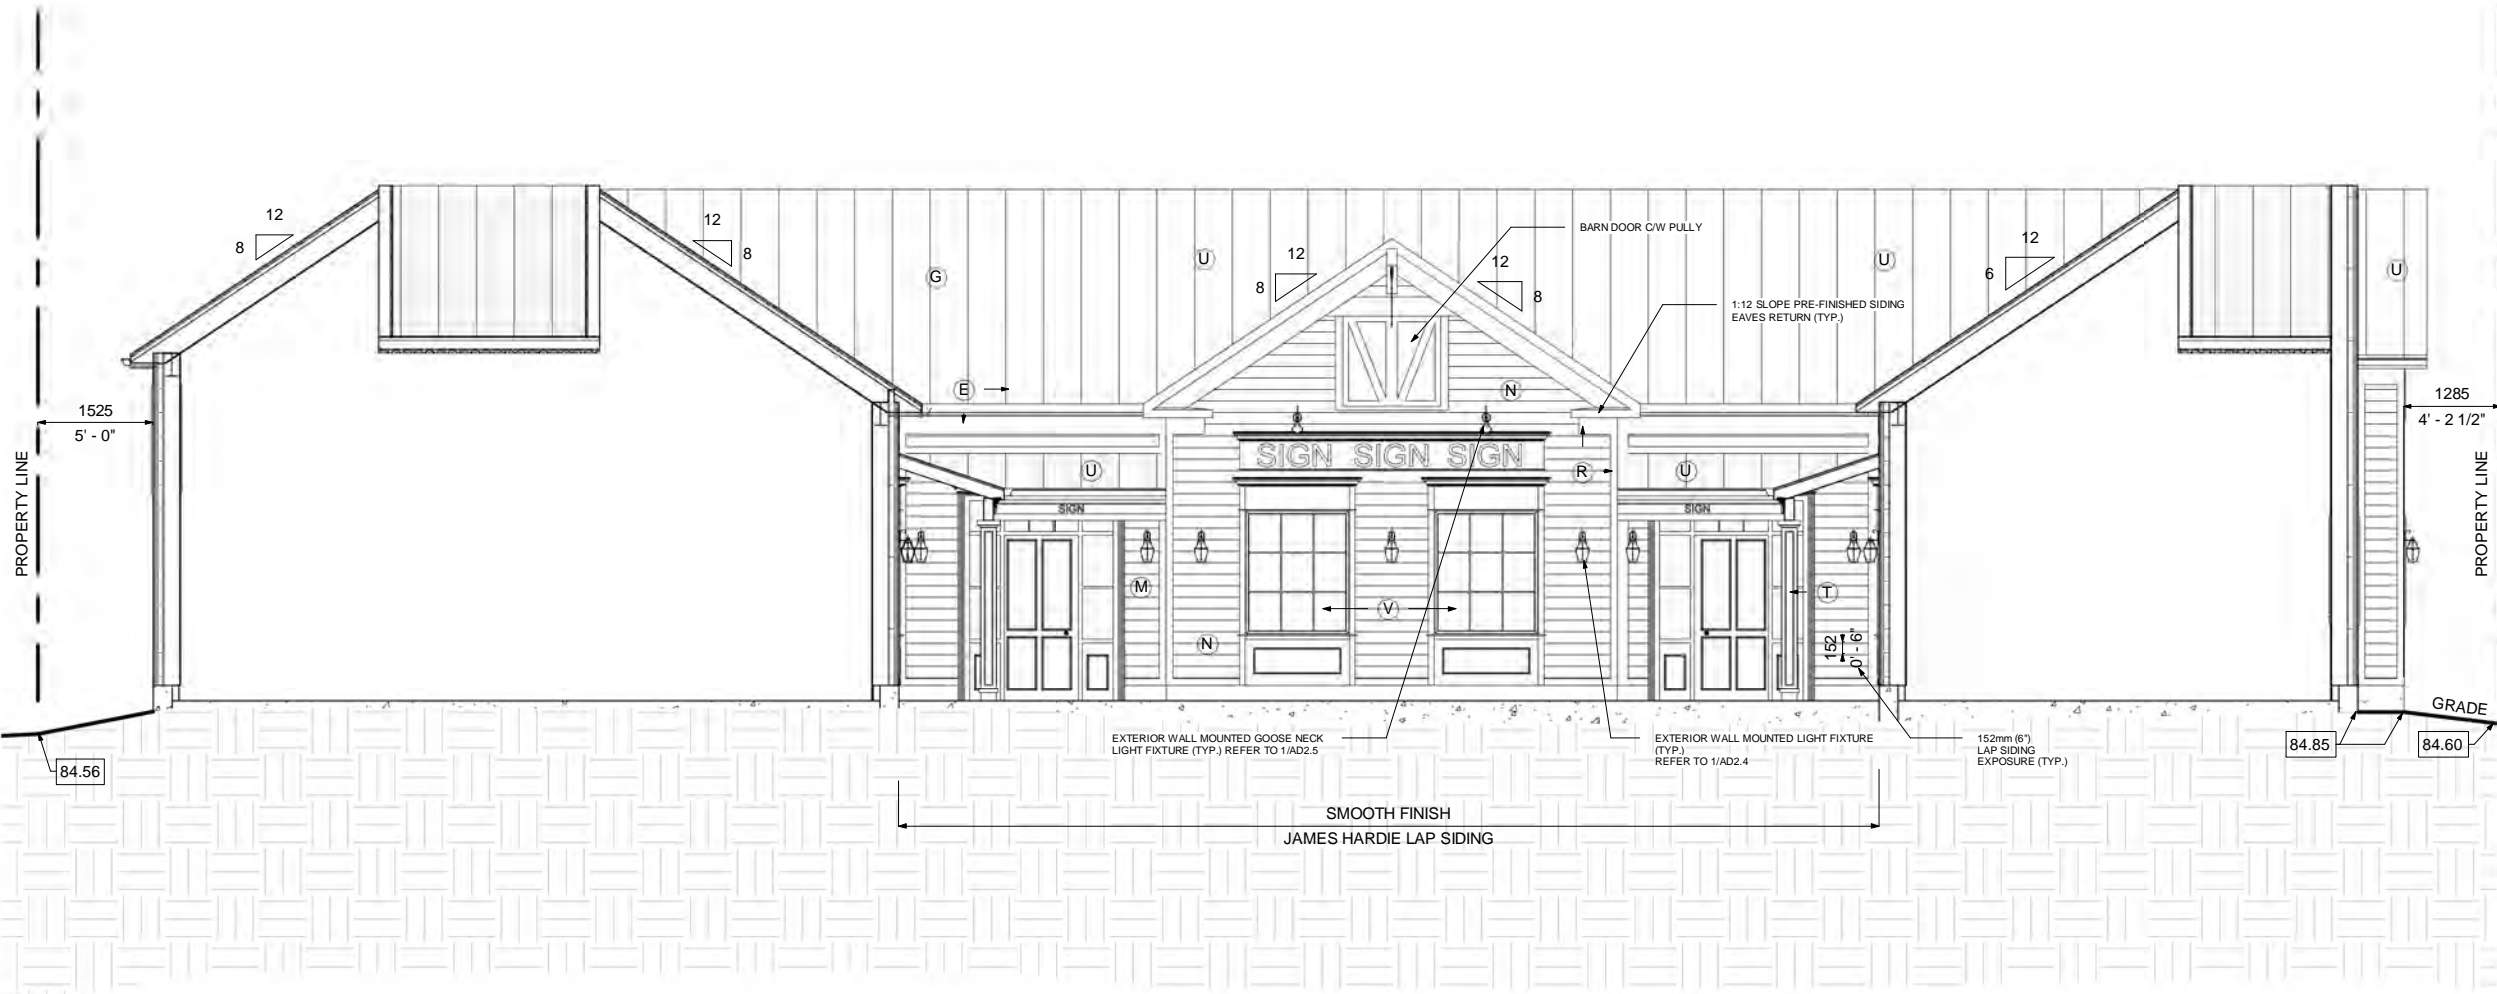 12
8
12
8
G
U
12
8
12
8
BARN DOOR C/W PULLY
1:12 SLOPE PRE-FINISHED SIDING
EAVES RETURN (TYP.)
U
12
6
U
1525
5' - 0"
PROPERTY LINE
E
N
1285
4' - 2 1/2"
PROPERTY LINE
SIGN SIGN SIGN
U
R
U
SIGN
SIGN
M
V
T
N
152
0' - 6"
84.56
EXTERIOR WALL MOUNTED GOOSE NECK
LIGHT FIXTURE (TYP.) REFER TO 1/AD2.5
EXTERIOR WALL MOUNTED LIGHT FIXTURE
(TYP.)
REFER TO 1/AD2.4
152mm (6")
LAP SIDING
EXPOSURE (TYP.)
GRADE
84.85
84.60
SMOOTH FINISH
JAMES HARDIE LAP SIDING